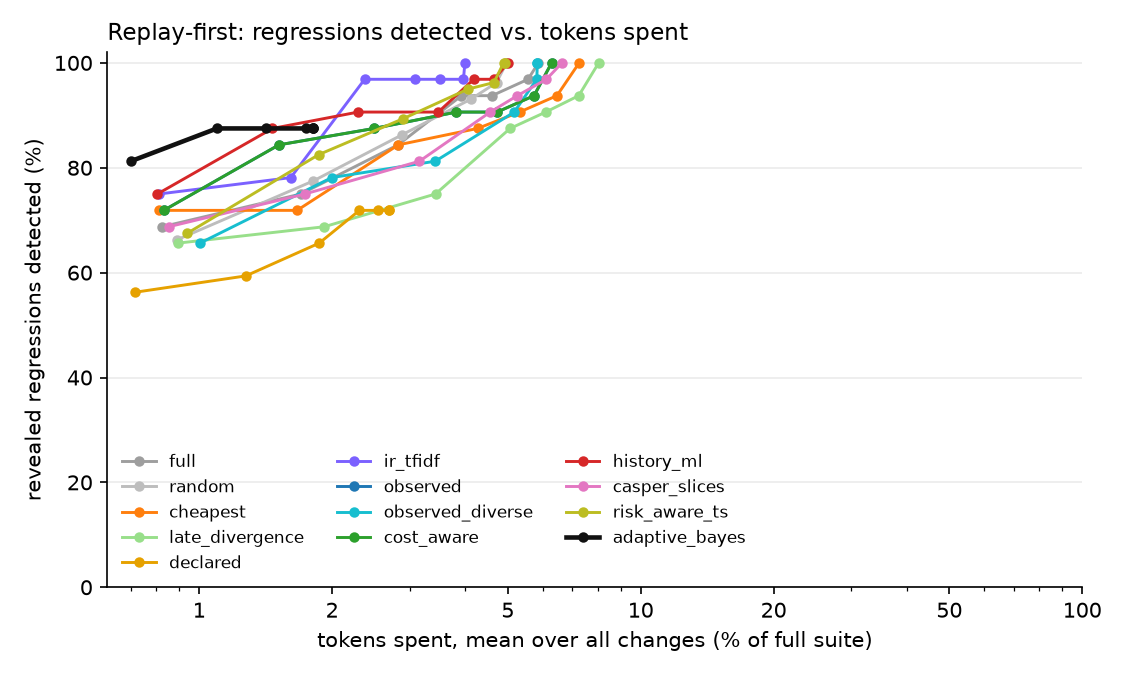 Replay-first: regressions detected vs. tokens spent
revealed regressions detected (%)
100
80
60
40
20
0
full
random
cheapest
late_divergence
declared
ir_tfidf
observed
observed_diverse
cost_aware
history_ml
casper_slices
risk_aware_ts
adaptive_bayes
1 2 5 10 20 50 100
tokens spent, mean over all changes (% of full suite)